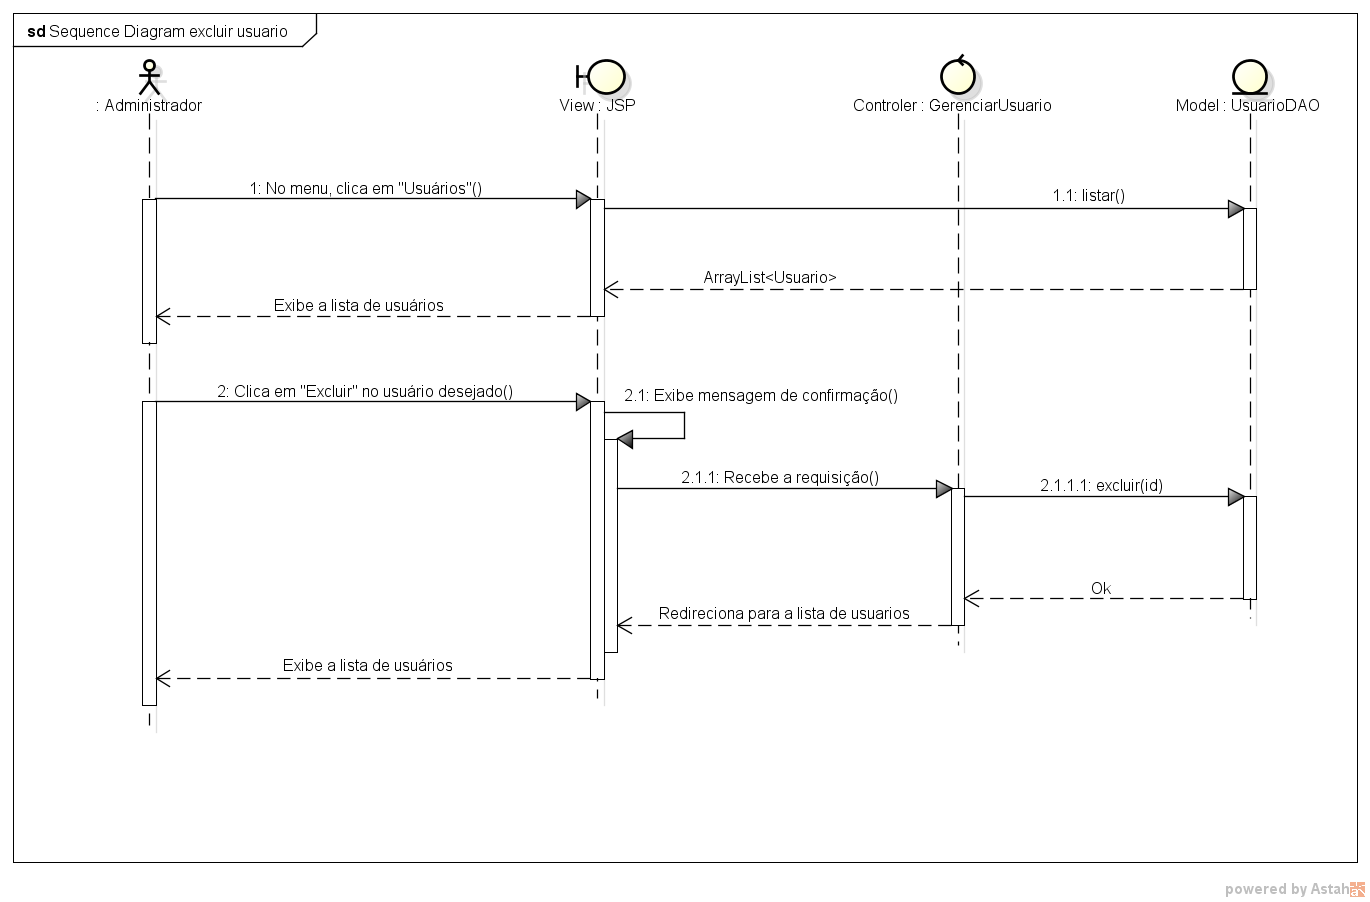 sd Sequence Diagram excluir usuario
: Administrador
View : JSP
Controler : GerenciarUsuario
Model : UsuarioDAO
1: No menu, clica em "Usuários"()
1.1: listar()
ArrayList<Usuario>
Exibe a lista de usuários
2: Clica em "Excluir" no usuário desejado()
2.1: Exibe mensagem de confirmação()
2.1.1: Recebe a requisição()
2.1.1.1: excluir(id)
Ok
Redireciona para a lista de usuarios
Exibe a lista de usuários
powered by Astah